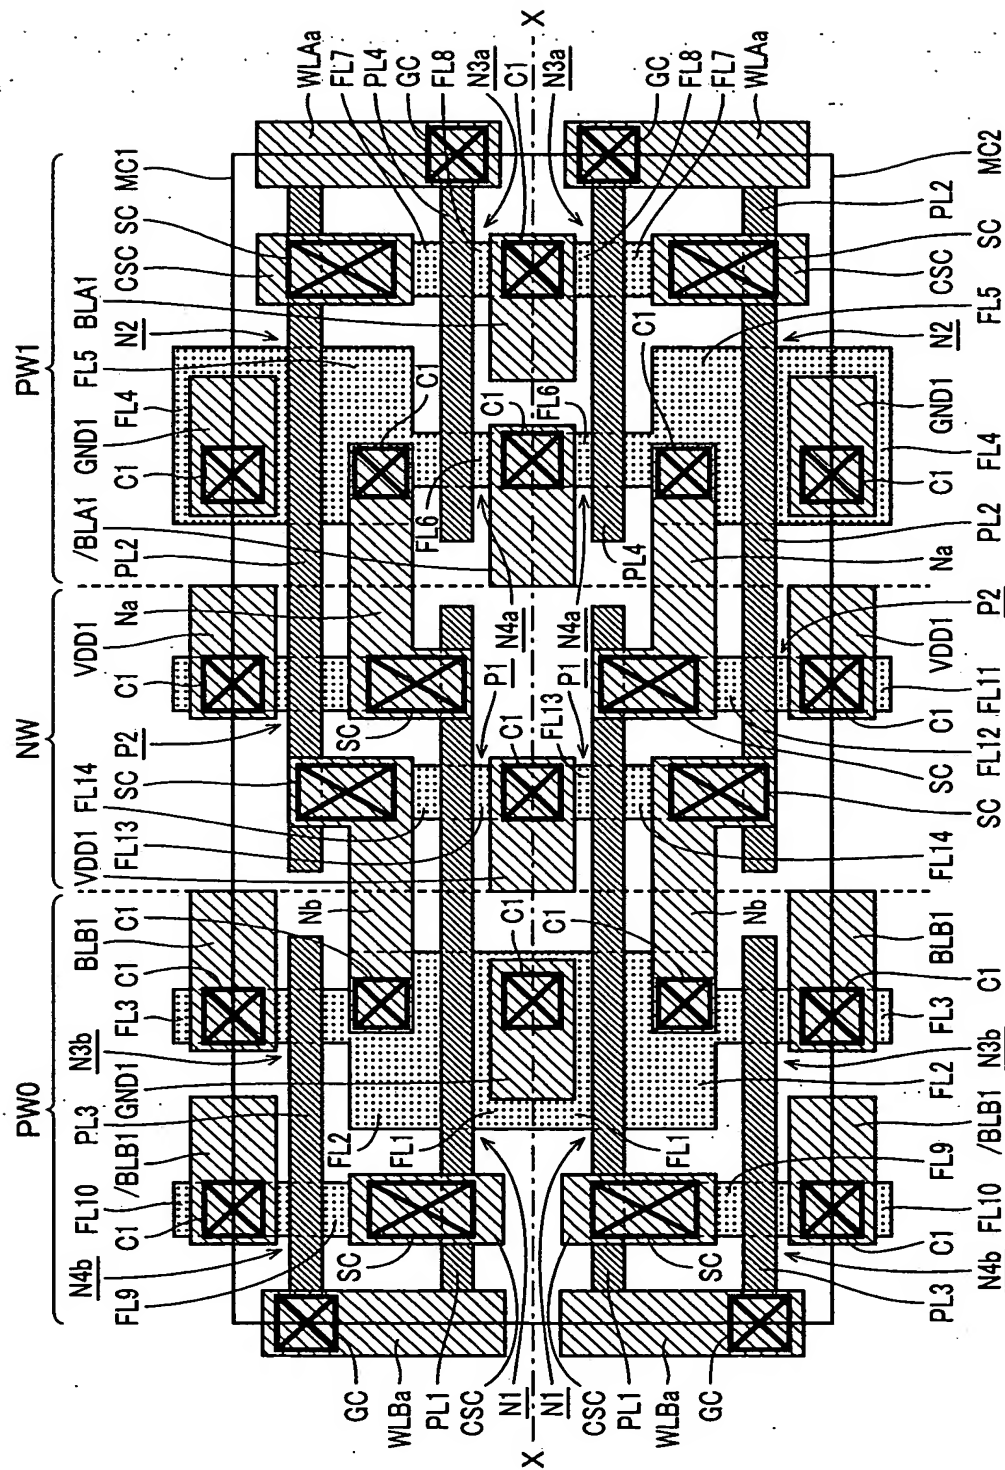 PW0
NW
PW1
N4b
FL9
C1
FL10
/BLB1
PL3
GND1
N3b
FL3
C1
BLB1
VDD1
FL13
FL14
SC
P2
C1
VDD1
Na
PL2
/BLA1
C1
GND1
FL4
FL5
N2
BLA1
CSC
SC
MC1
GC
WLBa
PL1
CSC
N1
X
N1
CSC
PL1
WLBa
GC
FL2
SC
FL1
C1
C1
Nb
SC
P1
C1
FL13
P1
N4a
N4a
FL6
C1
C1
FL6
C1
PL4
Na
Nb
FL1
SC
WLAa
FL7
PL4
GC
FL8
N3a
C1
N3a
X
GC
FL8
FL7
WLAa
PL3
N4b
C1
FL10
FL9
/BLB1
FL2
N3b
FL3
C1
BLB1
FL14
SC
SC
FL12
C1
FL11
VDD1
P2
PL2
C1
FL4
GND1
N2
FL5
CSC
SC
PL2
MC2